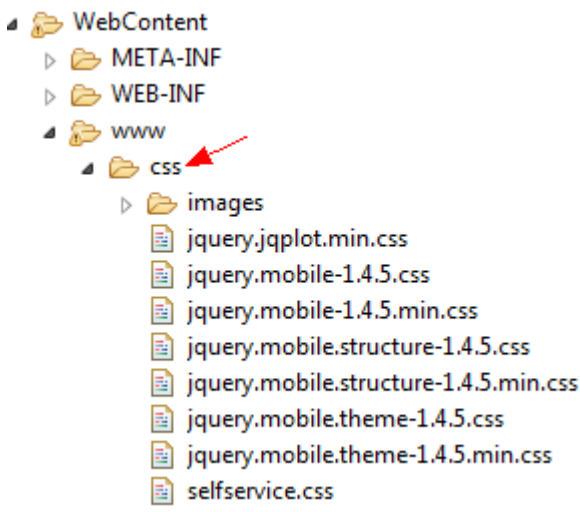 WebContent
META-INF
WEB-INF
www
css
images
jquery.jqplot.min.css
jquery.mobile-1.4.5.css
jquery.mobile-1.4.5.min.css
jquery.mobile.structure-1.4.5.css
jquery.mobile.structure-1.4.5.min.css
jquery.mobile.theme-1.4.5.css
jquery.mobile.theme-1.4.5.min.css
selfservice.css